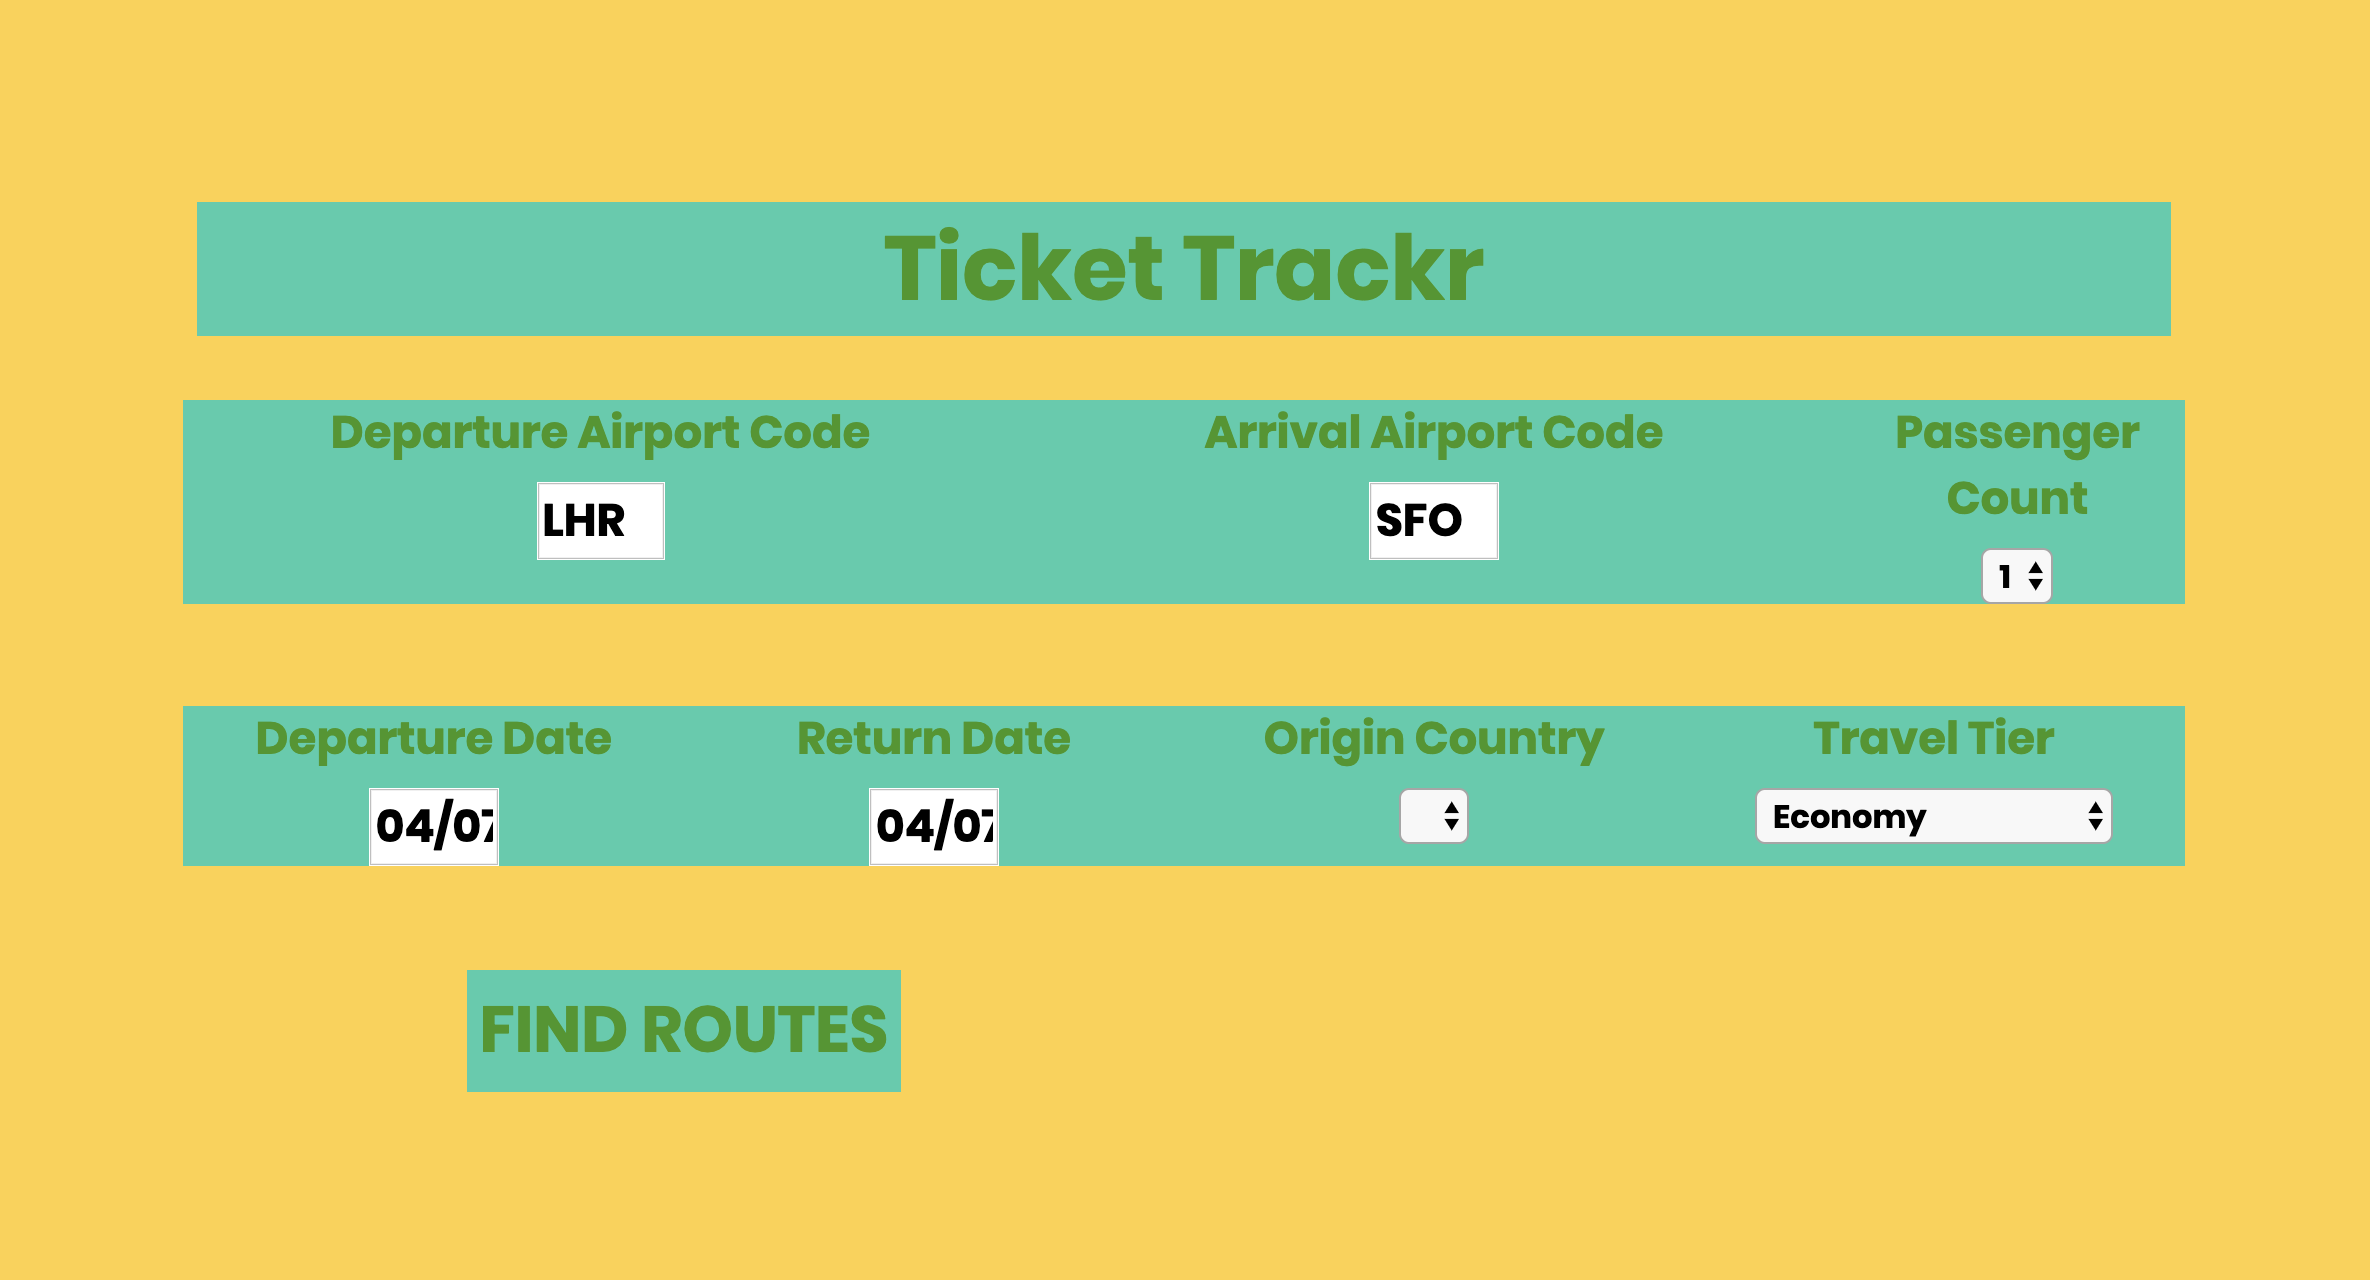 Ticket Trackr
Departure Airport Code
Arrival Airport Code
Passenger
Count
LHR
SFO
1
Departure Date
Return Date
Origin Country
Travel Tier
04/07
04/07
Economy
FIND ROUTES